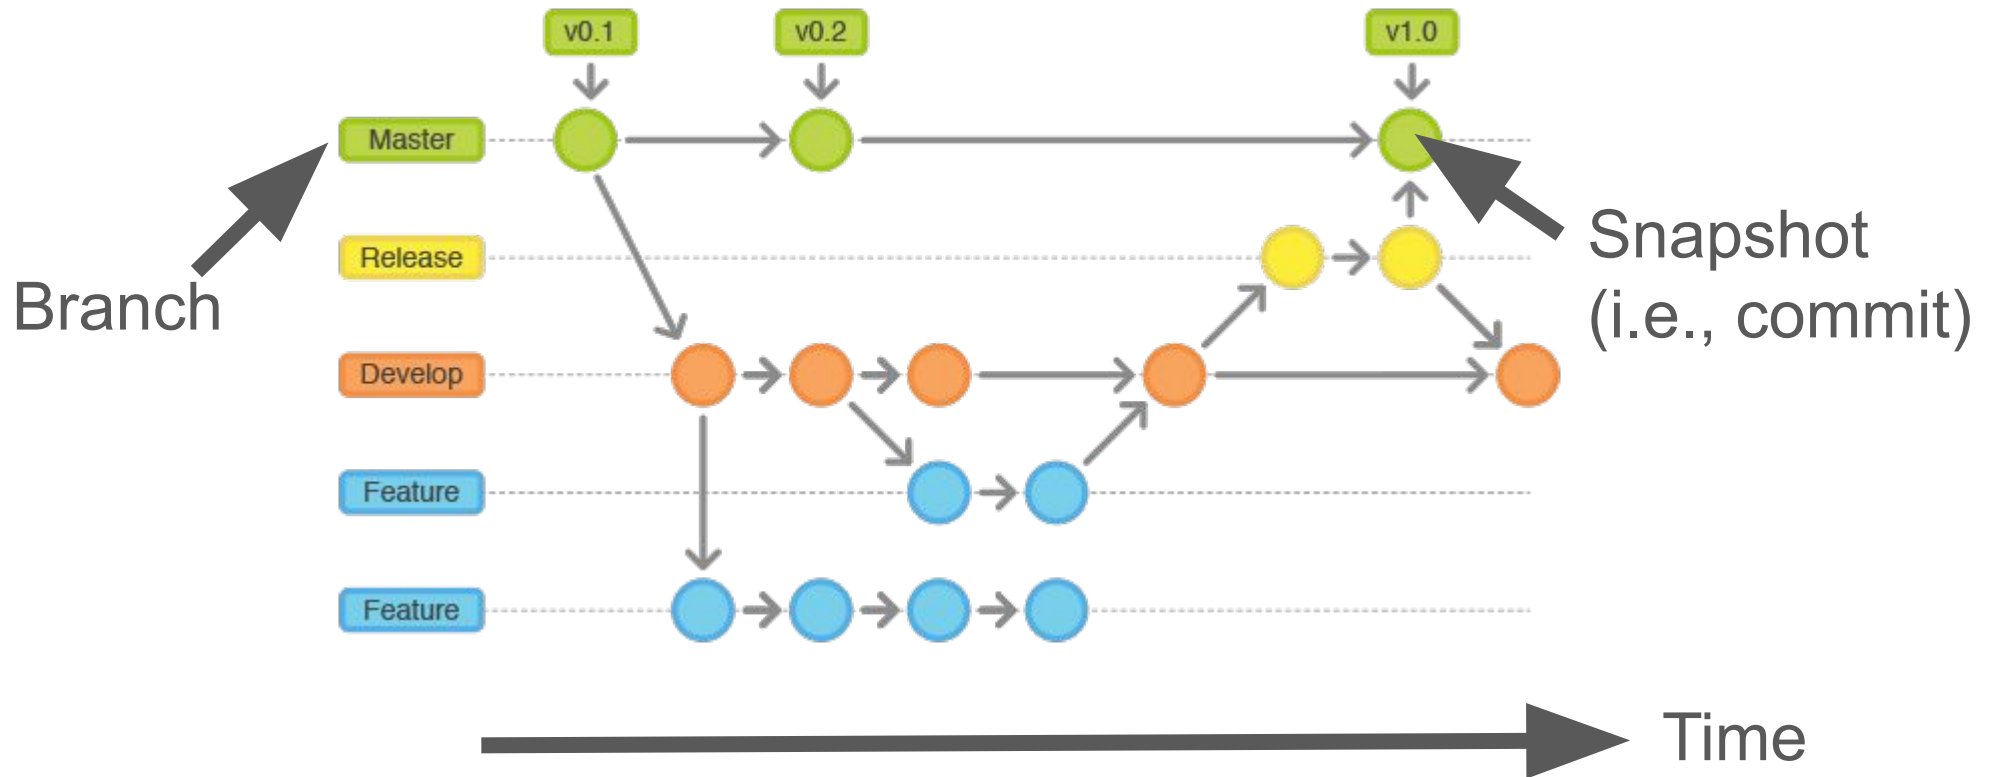 v0.1
v0.2
v1.0
Master
Release
Snapshot
(i.e., commit)
Branch
Develop
Feature
Feature
Time